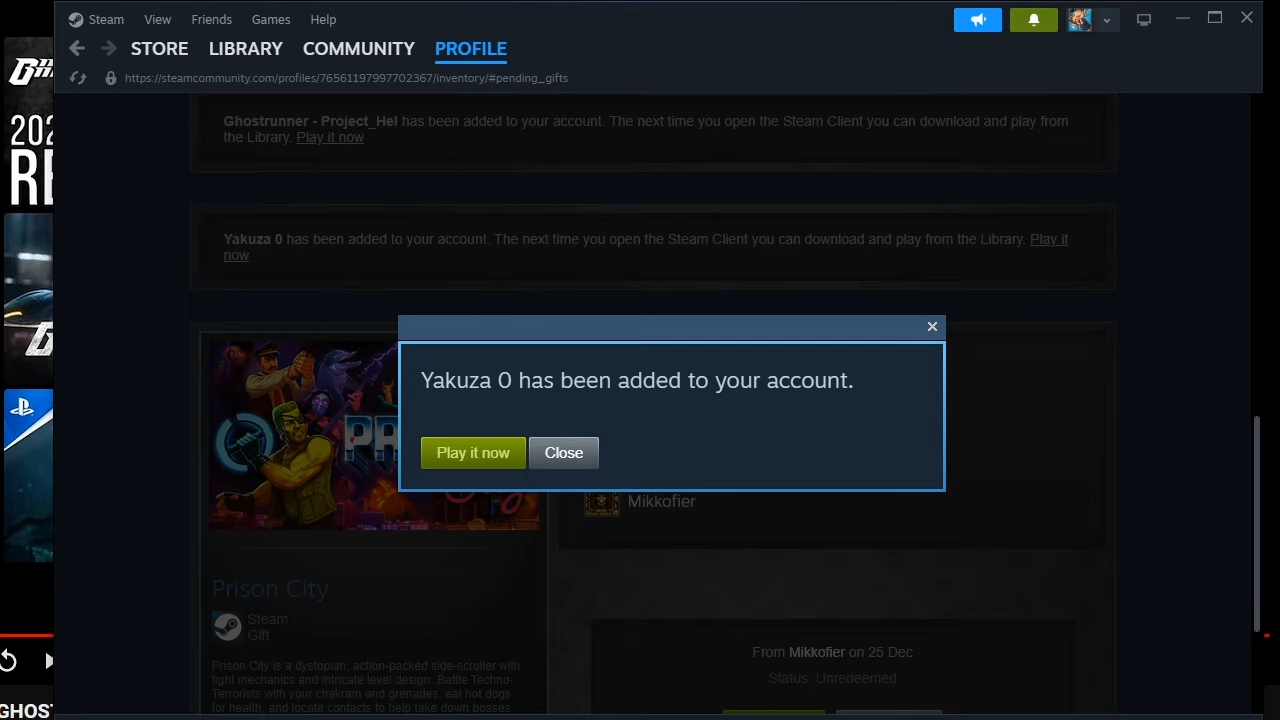 Steam View Friends Games Help
STORE LIBRARY COMMUNITY PROFILE
https://steamcommunity.com/profiles/76561197997702367/inventory/#pending_gifts
202
RE
Ghostrunner - Project_Hel has been added to your account. The next time you open the Steam Client you can download and play from
the Library. Play it now
Yakuza 0 has been added to your account. The next time you open the Steam Client you can download and play from the Library. Play it
now
Yakuza 0 has been added to your account.
Play it now Close
Mikkofier
Prison City
Steam
Gift
Prison City is a dystopian, action-packed side-scroller with
tight mechanics and intricate level design. Battle Techno-
Terrorists with your chakram and grenades, eat hot dogs
for health, and locate contacts to help take down bosses.
From Mikkofier on 25 Dec
Status: Unredeemed
GHOST